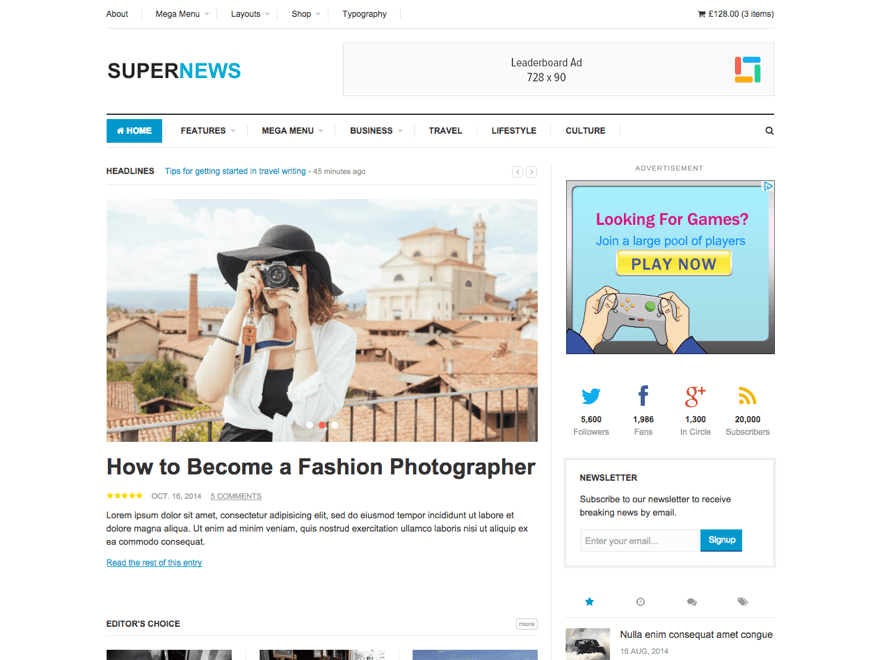 About Mega Menu Layouts Shop Typography £128.00 (3 items)
SUPERNEWS
Leaderboard Ad
728 x 90
HOME FEATURES MEGA MENU BUSINESS TRAVEL LIFESTYLE CULTURE
HEADLINES Tips for getting started in travel writing - 45 minutes ago
How to Become a Fashion Photographer
OCT. 16, 2014 5 COMMENTS
Lorem ipsum dolor sit amet, consectetur adipisicing elit, sed do eiusmod tempor incididunt ut labore et
dolore magna aliqua. Ut enim ad minim veniam, quis nostrud exercitation ullamco laboris nisi ut aliquip ex
ea commodo consequat.
Read the rest of this entry
EDITOR'S CHOICE more
ADVERTISEMENT
Looking For Games?
Join a large pool of players
PLAY NOW
5,600 1,986 1,300 20,000
Followers Fans In Circle Subscribers
NEWSLETTER
Subscribe to our newsletter to receive
breaking news by email.
Enter your email... Signup
Nulla enim consequat amet congue
16 AUG, 2014